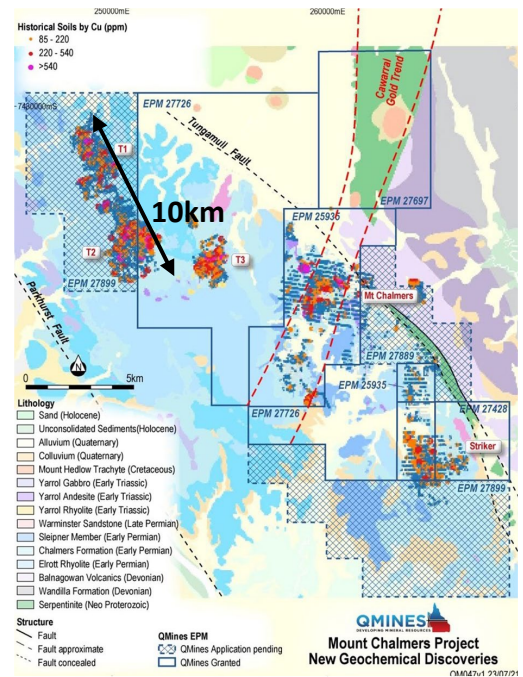 250000mE
260000mE
Historical Soils by Cu (ppm)
85 - 220
220 - 540
>540
7430000mS
EPM 27726
Tungamull Fault
Cawarral
Gold Trend
T1
10km
EPM 25935
EPM 27697
T2
T3
EPM 27899
Mt Chalmers
Parkhurst Fault
N
0
5km
EPM 27889
EPM 25935
EPM 27726
EPM 27428
Striker
EPM 27899
Lithology
Sand (Holocene)
Unconsolidated Sediments(Holocene)
Alluvium (Quaternary)
Colluvium (Quaternary)
Mount Hedlow Trachyte (Cretaceous)
Yarrol Gabbro (Early Triassic)
Yarrol Andesite (Early Triassic)
Yarrol Rhyolite (Early Triassic)
Warminster Sandstone (Late Permian)
Sleipner Member (Early Permian)
Chalmers Formation (Early Permian)
Elrott Rhyolite (Early Permian)
Balnagowan Volcanics (Devonian)
Wandilla Formation (Devonian)
Serpentinite (Neo Proterozoic)
Structure
Fault
Fault approximate
Fault concealed
QMines EPM
QMines Application pending
QMines Granted
QMINES
DEVELOPING MINERAL RESOURCES
Mount Chalmers Project
New Geochemical Discoveries
QM047v1 23/07/21